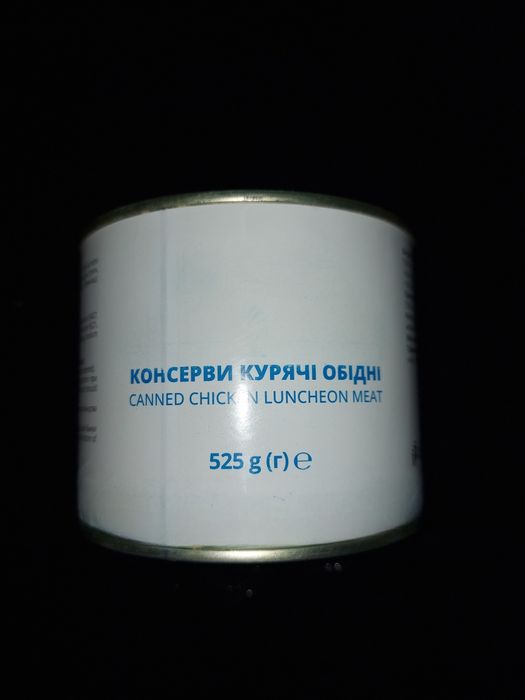 КОНСЕРВИ КУРЯЧІ ОБІДНІ
CANNED CHICKEN LUNCHEON MEAT
525 g (г) ℮